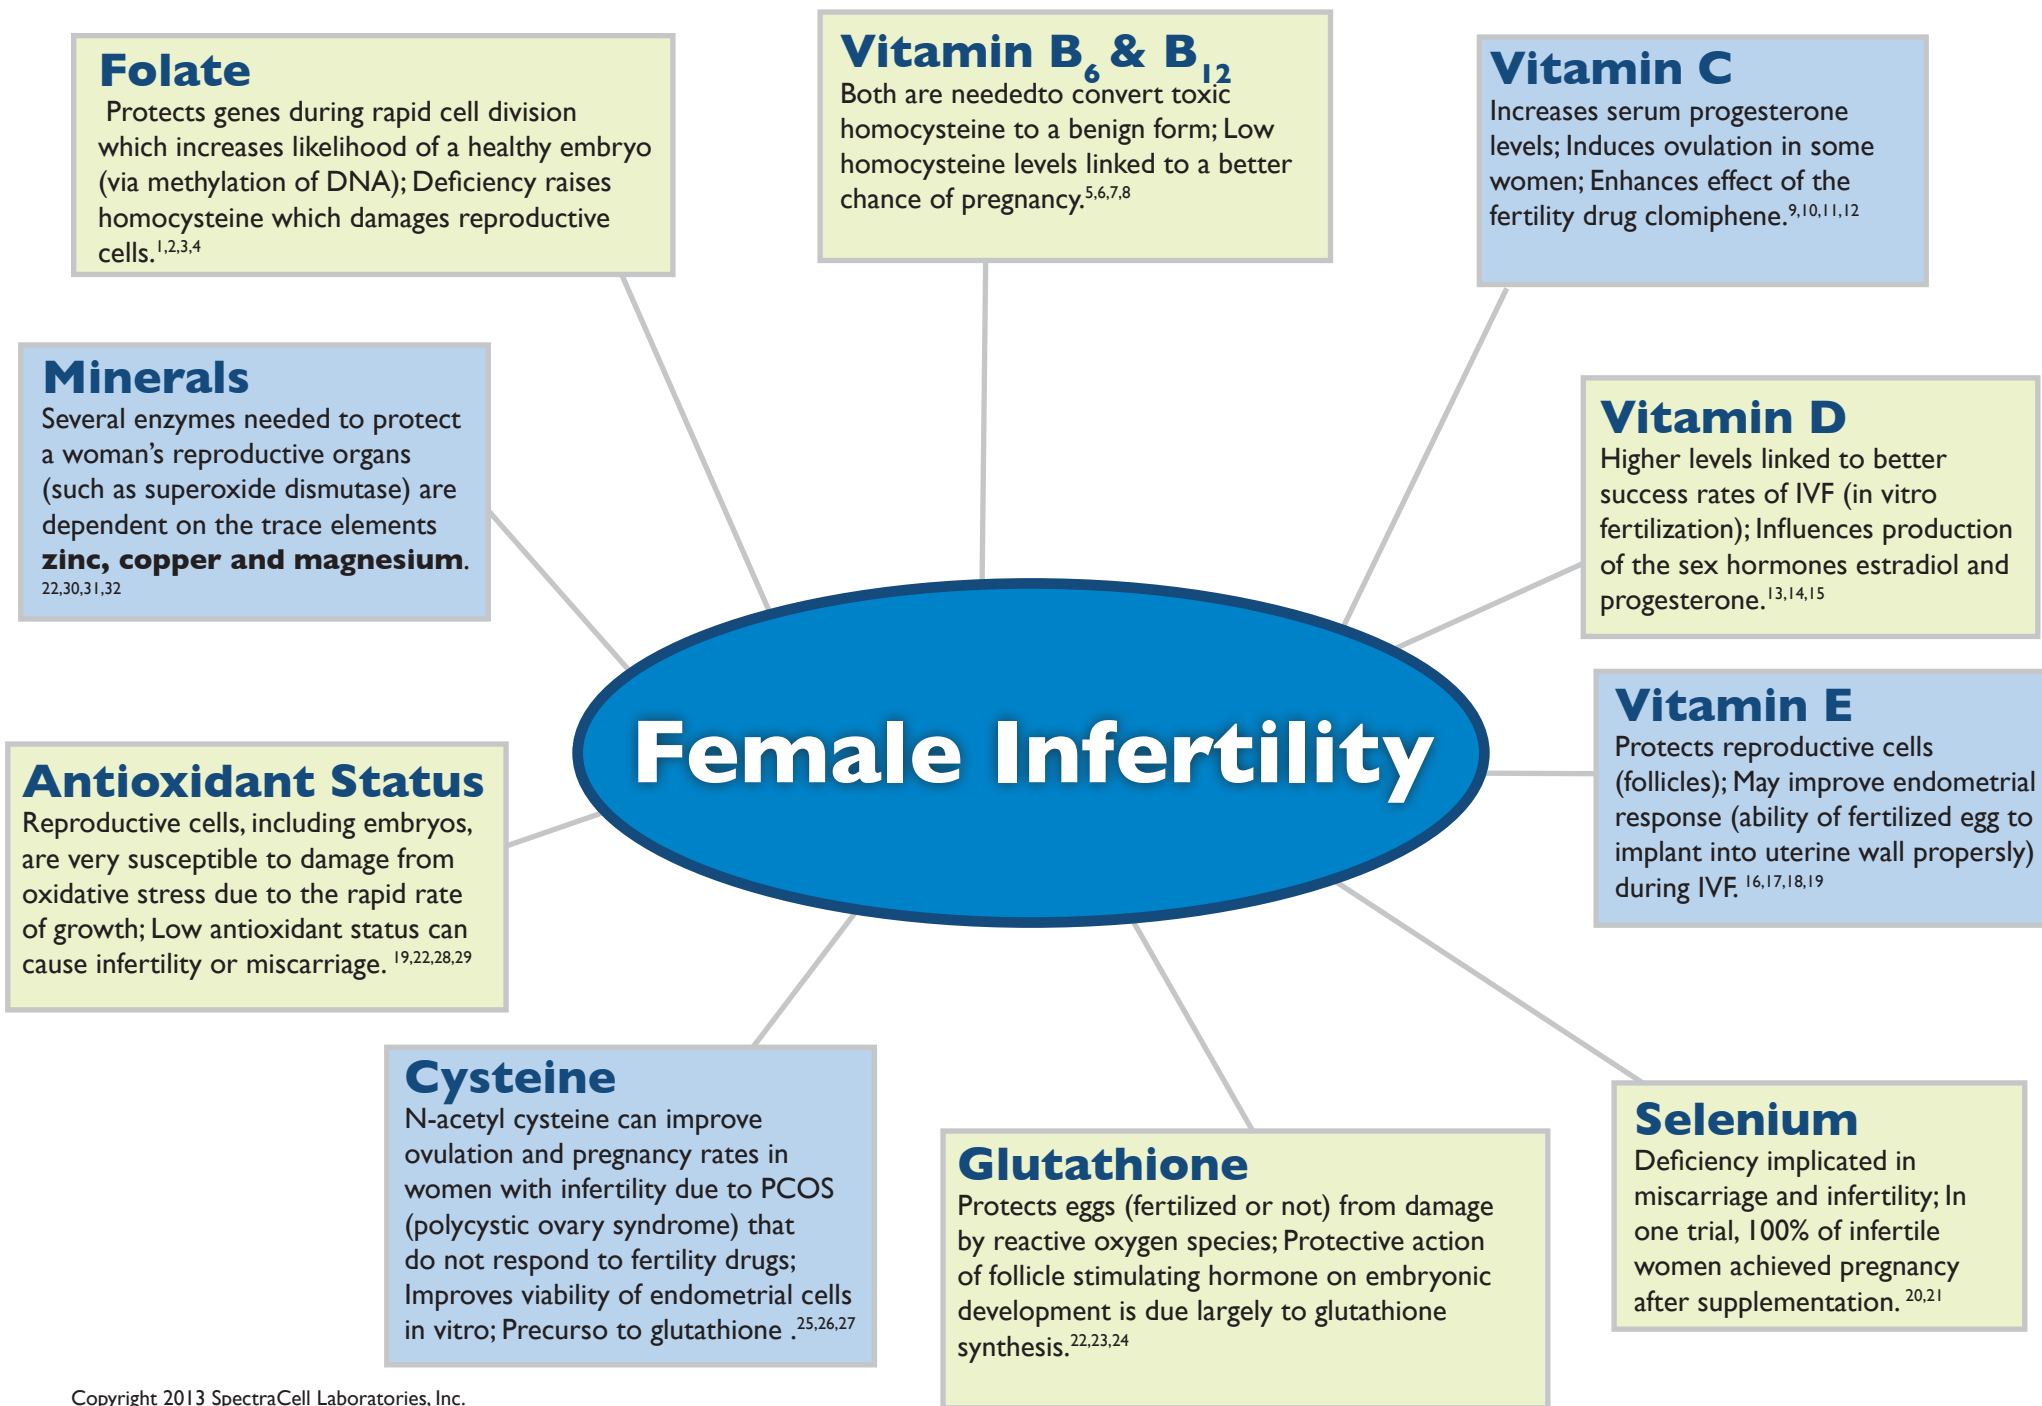 Folate
Protects genes during rapid cell division
which increases likelihood of a healthy embryo
(via methylation of DNA); Deficiency raises
homocysteine which damages reproductive
cells.1,2,3,4
Vitamin B6 & B12
Both are neededto convert toxic
homocysteine to a benign form; Low
homocysteine levels linked to a better
chance of pregnancy.5,6,7,8
Vitamin C
Increases serum progesterone
levels; Induces ovulation in some
women; Enhances effect of the
fertility drug clomiphene.9,10,11,12
Minerals
Several enzymes needed to protect
a woman’s reproductive organs
(such as superoxide dismutase) are
dependent on the trace elements
zinc, copper and magnesium.
22,30,31,32
Vitamin D
Higher levels linked to better
success rates of IVF (in vitro
fertilization); Influences production
of the sex hormones estradiol and
progesterone.13,14,15
Female Infertility
Vitamin E
Protects reproductive cells
(follicles); May improve endometrial
response (ability of fertilized egg to
implant into uterine wall propersly)
during IVF. 16,17,18,19
Antioxidant Status
Reproductive cells, including embryos,
are very susceptible to damage from
oxidative stress due to the rapid rate
of growth; Low antioxidant status can
cause infertility or miscarriage. 19,22,28,29
Cysteine
N-acetyl cysteine can improve
ovulation and pregnancy rates in
women with infertility due to PCOS
(polycystic ovary syndrome) that
do not respond to fertility drugs;
Improves viability of endometrial cells
in vitro; Precurso to glutathione .25,26,27
Glutathione
Protects eggs (fertilized or not) from damage
by reactive oxygen species; Protective action
of follicle stimulating hormone on embryonic
development is due largely to glutathione
synthesis.22,23,24
Selenium
Deficiency implicated in
miscarriage and infertility; In
one trial, 100% of infertile
women achieved pregnancy
after supplementation. 20,21
Copyright 2013 SpectraCell Laboratories, Inc.